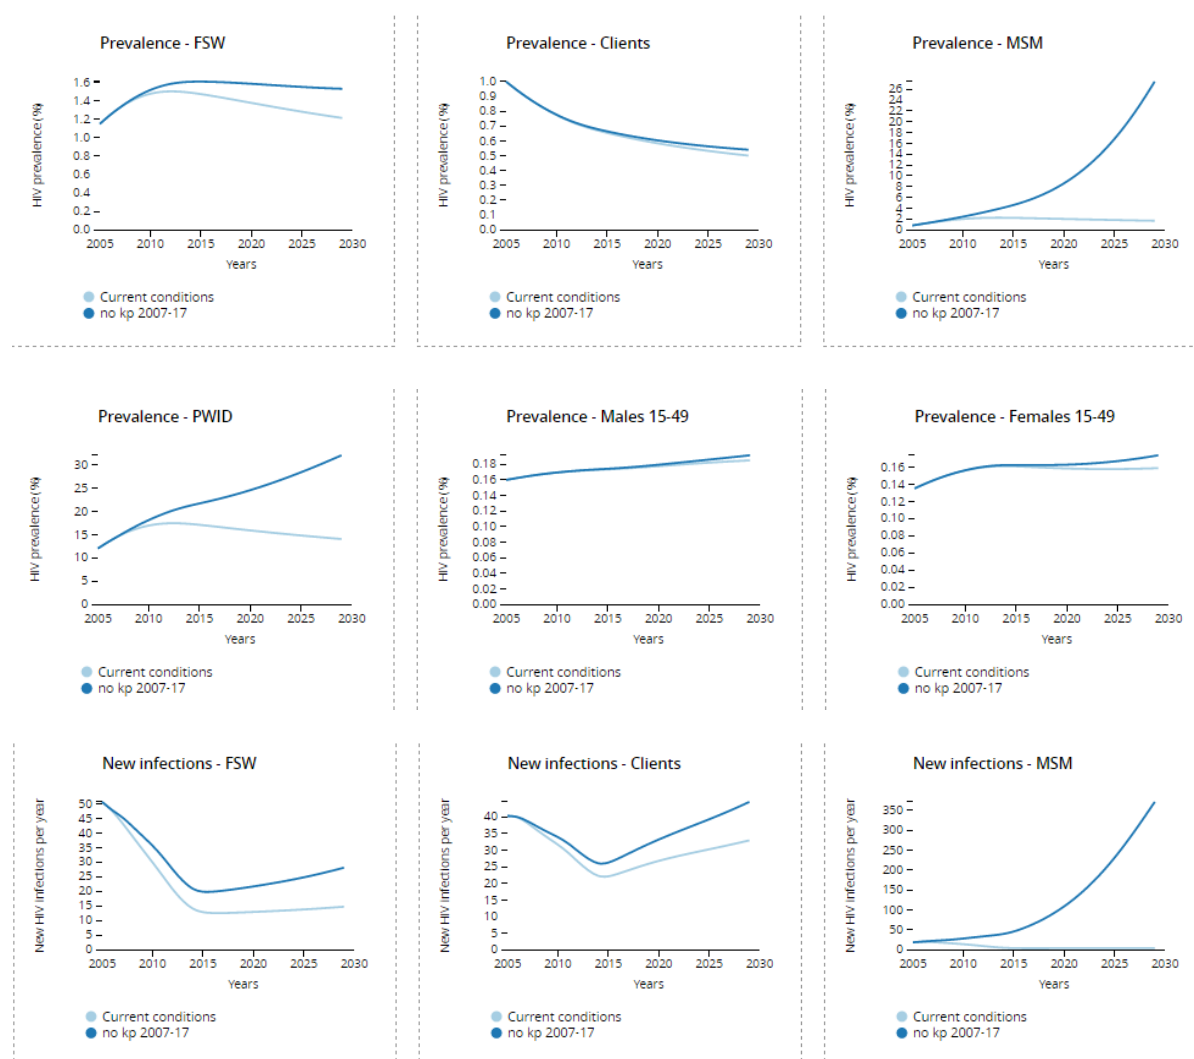 Prevalence - FSW
HIV prevalence (%)
1.6
1.4
1.2
1.0
0.8
0.6
0.4
0.2
0.0
2005 2010 2015 2020 2025 2030
Years
Current conditions
no kp 2007-17
Prevalence - Clients
HIV prevalence (%)
1.0
0.9
0.8
0.7
0.6
0.5
0.4
0.3
0.2
0.1
0.0
2005 2010 2015 2020 2025 2030
Years
Current conditions
no kp 2007-17
Prevalence - MSM
HIV prevalence (%)
26
24
22
20
18
16
14
12
10
8
6
4
2
0
2005 2010 2015 2020 2025 2030
Years
Current conditions
no kp 2007-17
Prevalence - PWID
HIV prevalence (%)
30
25
20
15
10
5
0
2005 2010 2015 2020 2025 2030
Years
Current conditions
no kp 2007-17
Prevalence - Males 15-49
HIV prevalence (%)
0.18
0.16
0.14
0.12
0.10
0.08
0.06
0.04
0.02
0.00
2005 2010 2015 2020 2025 2030
Years
Current conditions
no kp 2007-17
Prevalence - Females 15-49
HIV prevalence (%)
0.16
0.14
0.12
0.10
0.08
0.06
0.04
0.02
0.00
2005 2010 2015 2020 2025 2030
Years
Current conditions
no kp 2007-17
New infections - FSW
New HIV infections per year
50
45
40
35
30
25
20
15
10
5
0
2005 2010 2015 2020 2025 2030
Years
Current conditions
no kp 2007-17
New infections - Clients
New HIV infections per year
40
35
30
25
20
15
10
5
0
2005 2010 2015 2020 2025 2030
Years
Current conditions
no kp 2007-17
New infections - MSM
New HIV infections per year
350
300
250
200
150
100
50
0
2005 2010 2015 2020 2025 2030
Years
Current conditions
no kp 2007-17